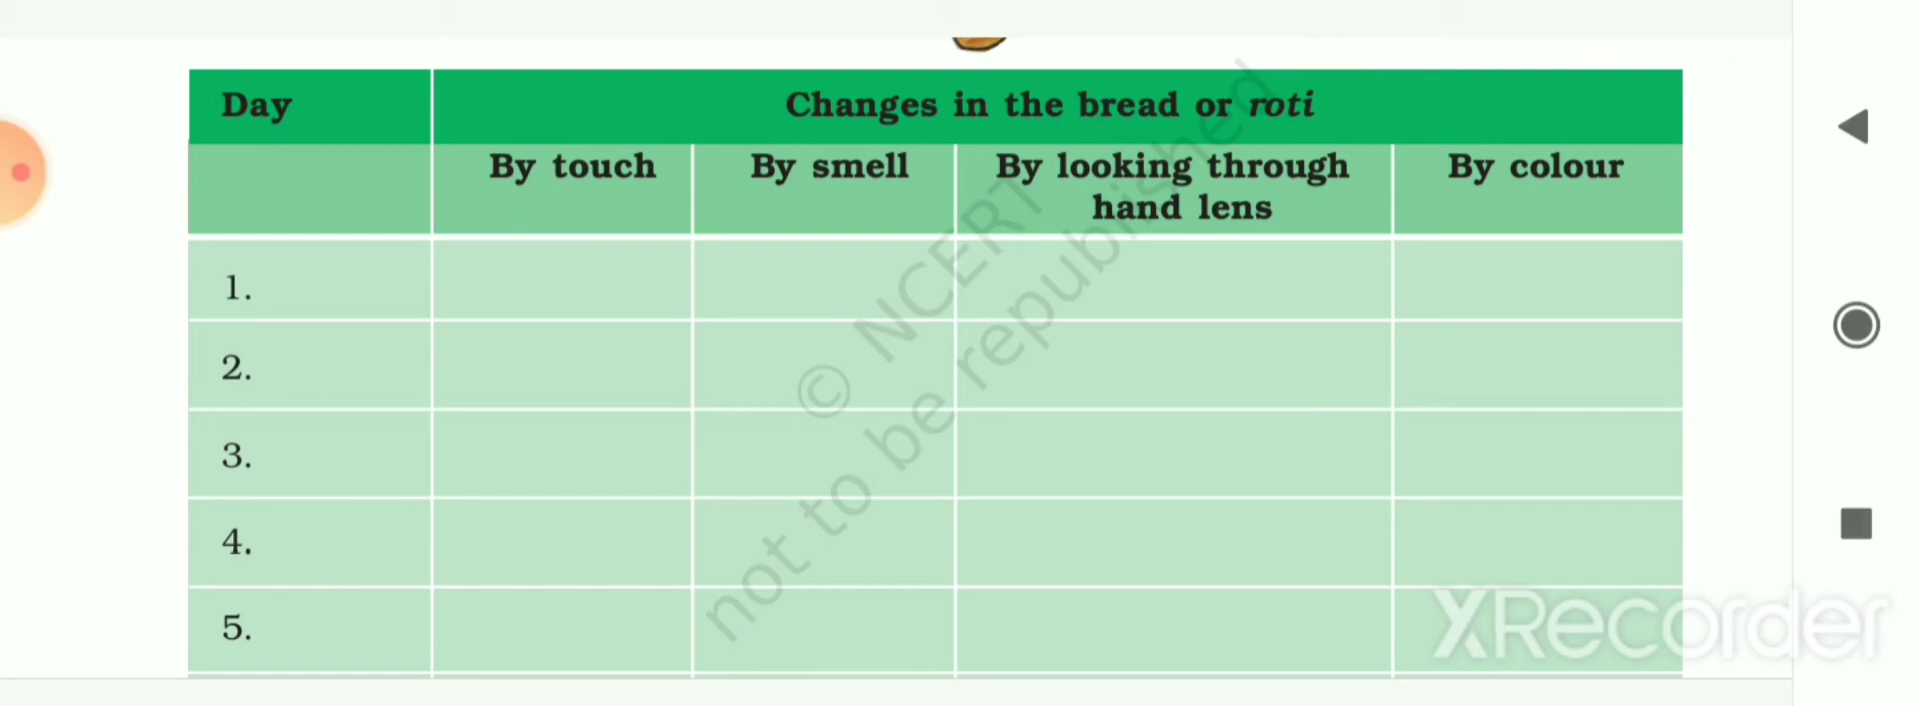 Day
Changes in the bread or roti
By touch
By smell
By looking through
hand lens
By colour
1.
2.
3.
4.
5.
© NCERT
not to be republished
XRecorder